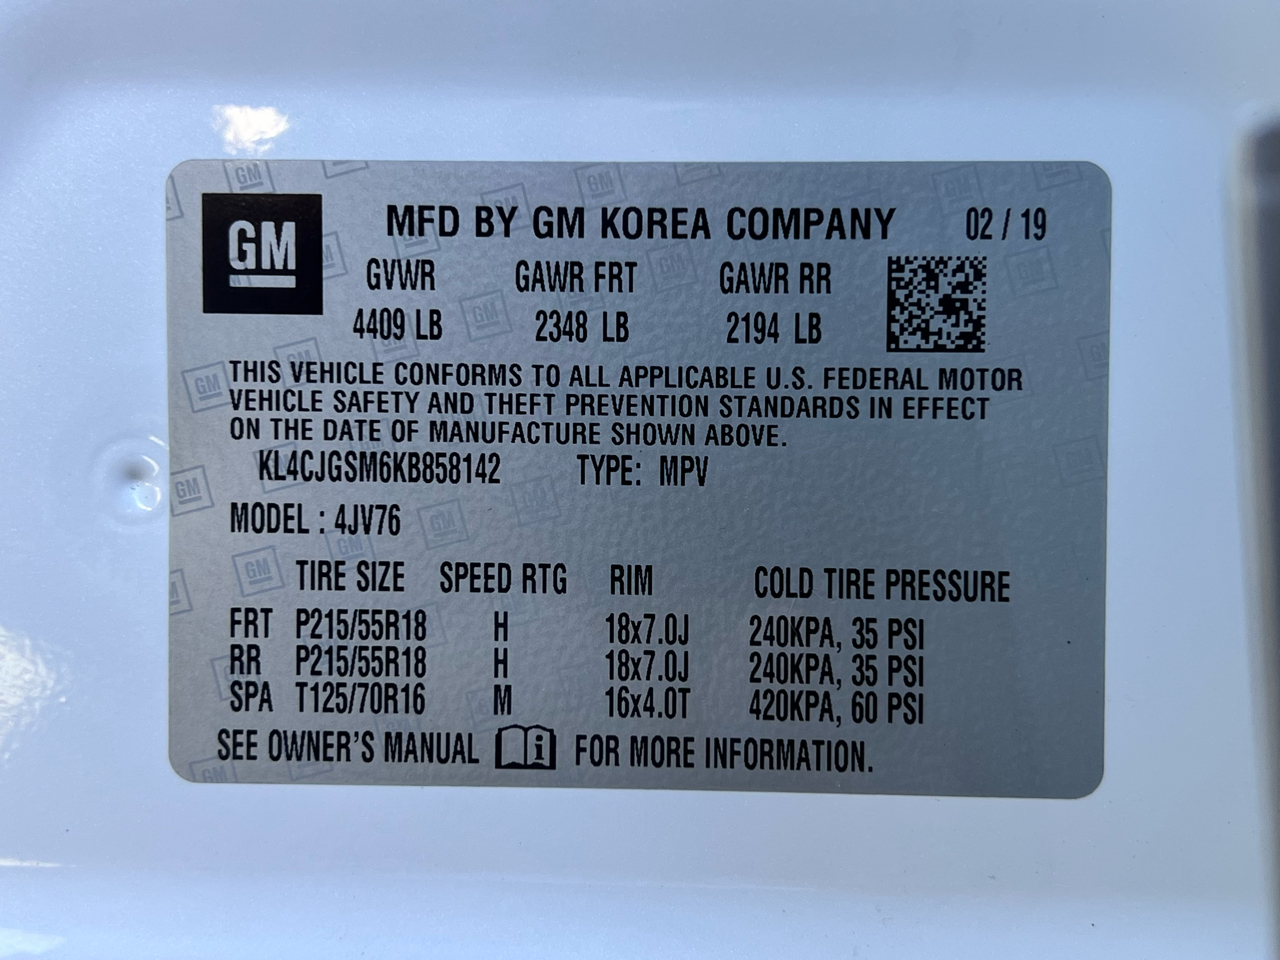 GM MFD BY GM KOREA COMPANY 02 / 19
GVWR GAWR FRT GAWR RR
4409 LB 2348 LB 2194 LB
THIS VEHICLE CONFORMS TO ALL APPLICABLE U.S. FEDERAL MOTOR
VEHICLE SAFETY AND THEFT PREVENTION STANDARDS IN EFFECT
ON THE DATE OF MANUFACTURE SHOWN ABOVE.
KL4CJGSM6KB858142 TYPE: MPV
MODEL : 4JV76
TIRE SIZE SPEED RTG RIM COLD TIRE PRESSURE
FRT P215/55R18 H 18x7.0J 240KPA, 35 PSI
RR P215/55R18 H 18x7.0J 240KPA, 35 PSI
SPA T125/70R16 M 16x4.0T 420KPA, 60 PSI
SEE OWNER'S MANUAL i FOR MORE INFORMATION.